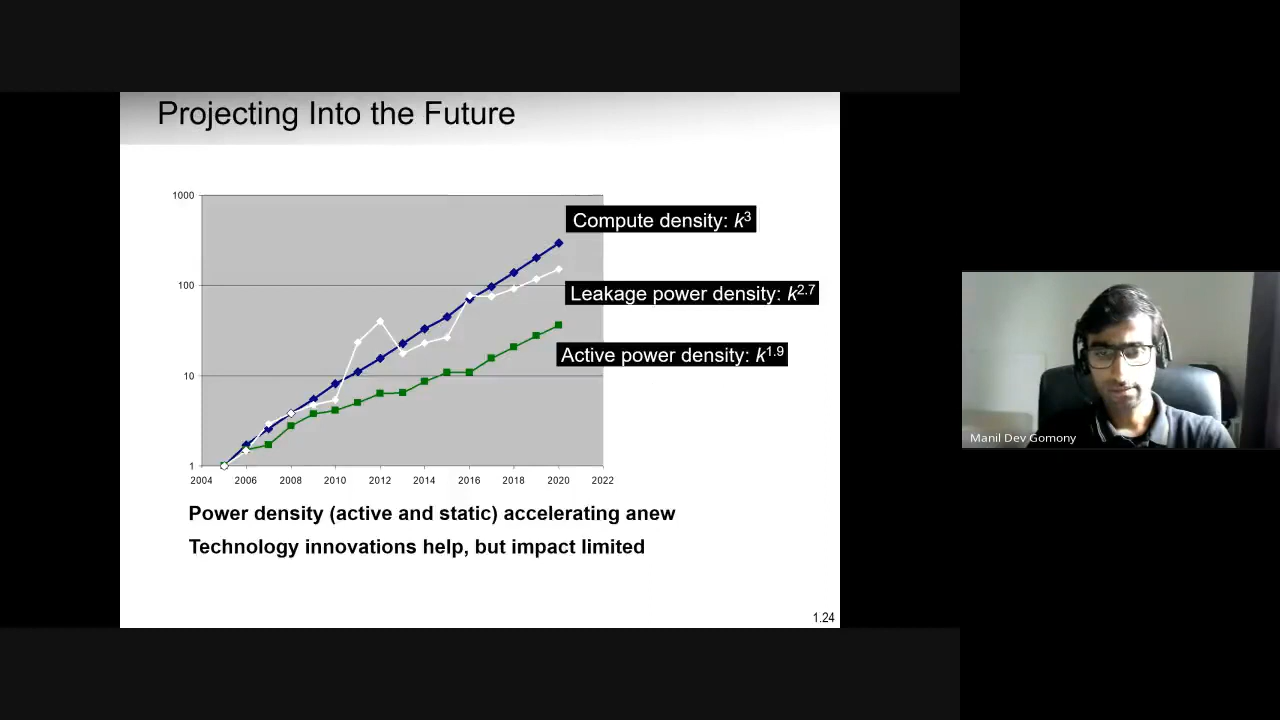 Projecting Into the Future
1000
100
10
1
2004 2006 2008 2010 2012 2014 2016 2018 2020 2022
Compute density: k³
Leakage power density: k²·⁷
Active power density: k¹·⁹
Power density (active and static) accelerating anew
Technology innovations help, but impact limited
1.24
Manil Dev Gomony